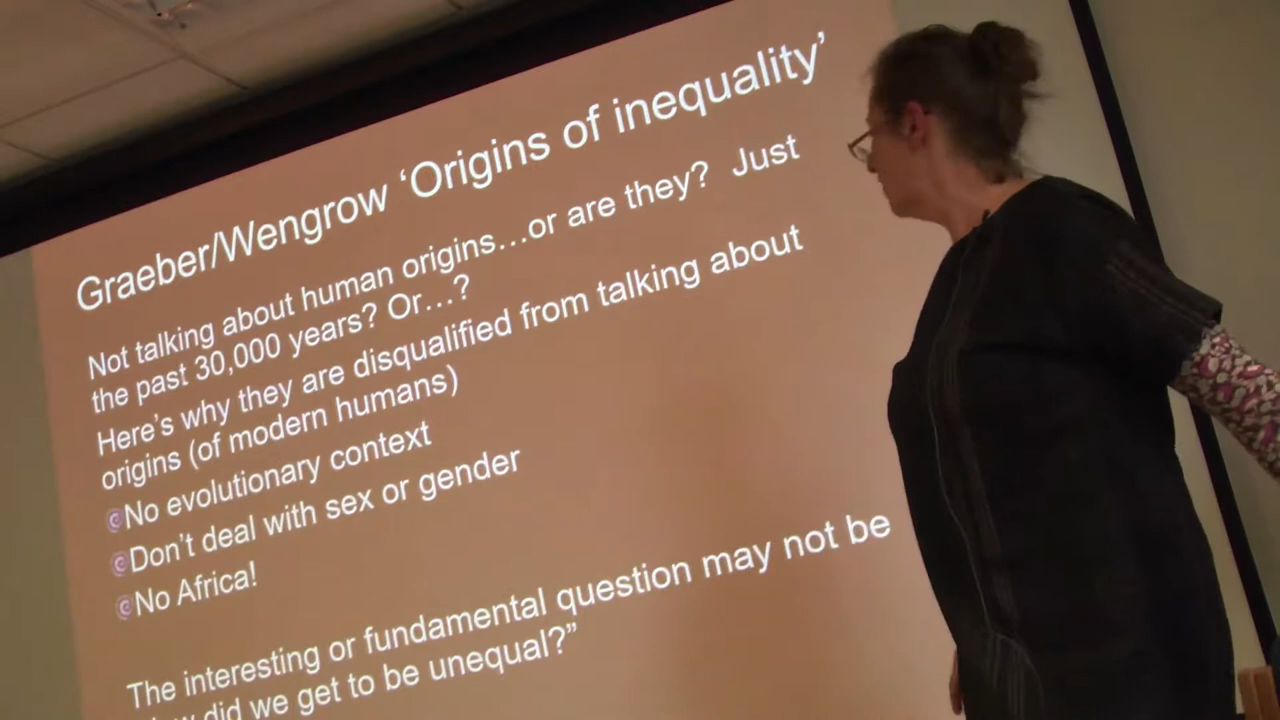 Graeber/Wengrow ‘Origins of inequality’
Not talking about human origins…or are they? Just
the past 30,000 years? Or…?
Here’s why they are disqualified from talking about
origins (of modern humans)
No evolutionary context
Don’t deal with sex or gender
No Africa!
The interesting or fundamental question may not be
did we get to be unequal?”